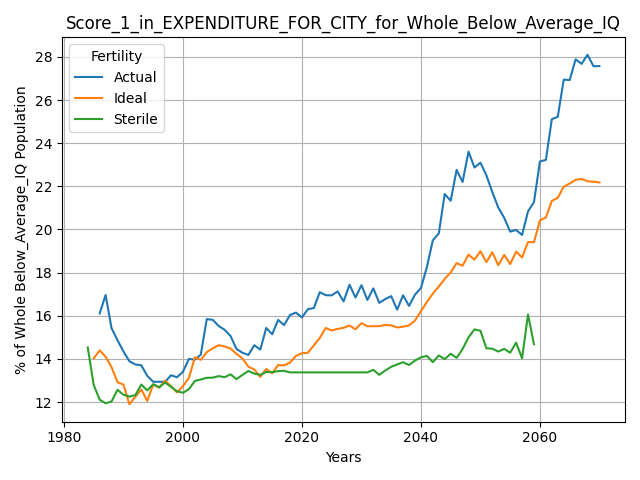 Score_1_in_EXPENDITURE_FOR_CITY_for_Whole_Below_Average_IQ
% of Whole Below_Average_IQ Population
28
26
24
22
20
18
16
14
12
Fertility
Actual
Ideal
Sterile
1980 2000 2020 2040 2060
Years